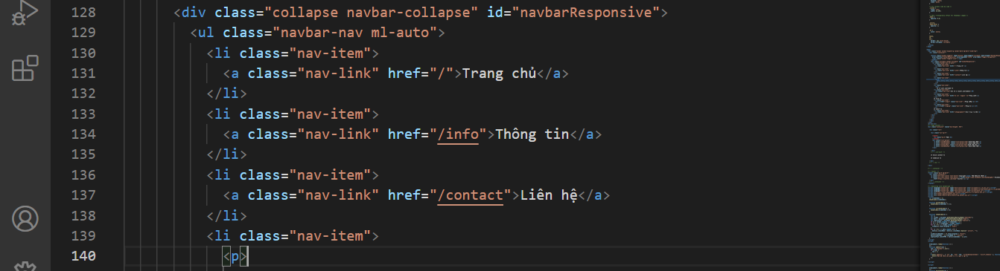 128 <div class="collapse navbar-collapse" id="navbarResponsive">
129 <ul class="navbar-nav ml-auto">
130 <li class="nav-item">
131 <a class="nav-link" href="/">Trang chủ</a>
132 </li>
133 <li class="nav-item">
134 <a class="nav-link" href="/info">Thông tin</a>
135 </li>
136 <li class="nav-item">
137 <a class="nav-link" href="/contact">Liên hệ</a>
138 </li>
139 <li class="nav-item">
140 <p>